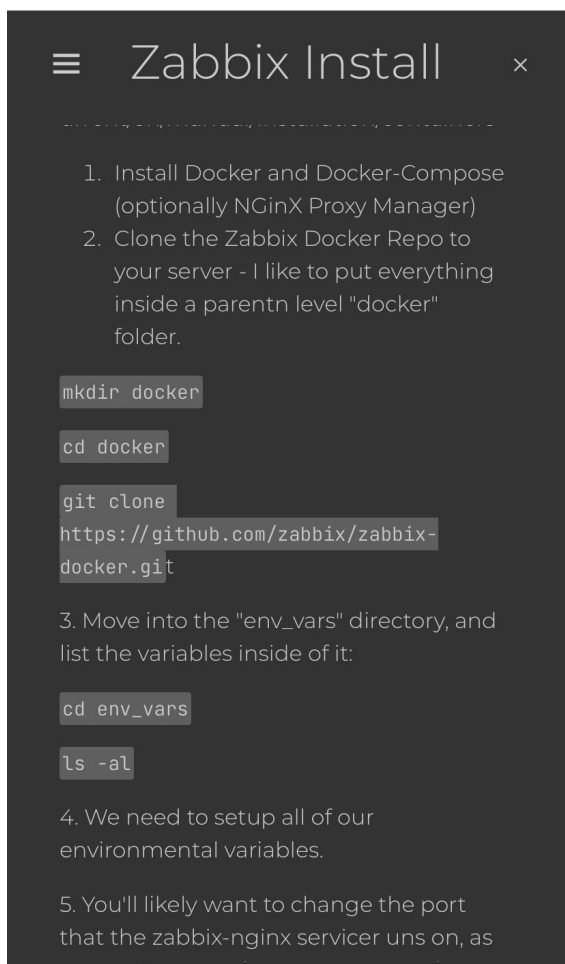 Zabbix Install
1. Install Docker and Docker-Compose
(optionally NGinX Proxy Manager)
2. Clone the Zabbix Docker Repo to
your server - I like to put everything
inside a parentn level "docker"
folder.
mkdir docker
cd docker
git clone
https://github.com/zabbix/zabbix-
docker.git
3. Move into the "env_vars" directory, and
list the variables inside of it:
cd env_vars
ls -al
4. We need to setup all of our
environmental variables.
5. You'll likely want to change the port
that the zabbix-nginx servicer uns on, as